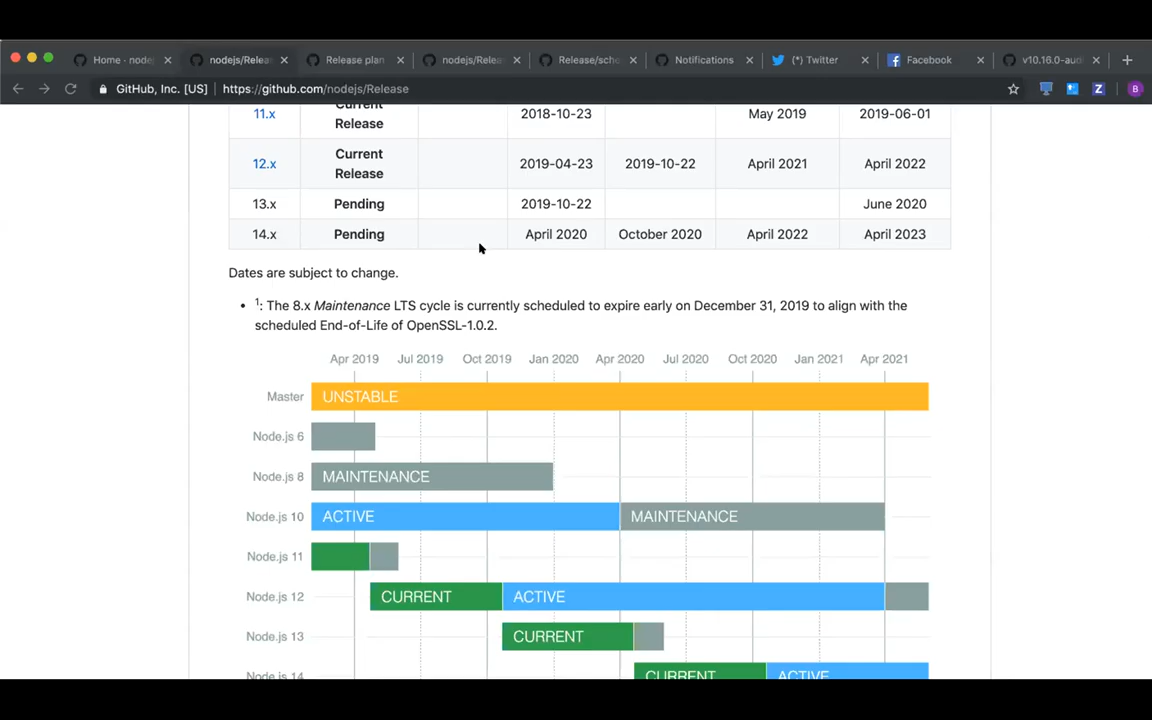 Home - node
nodejs/Relea
Release plan
nodejs/Relea
Release/sche
Notifications
(*) Twitter
Facebook
v10.16.0-aud
GitHub, Inc. [US]
https://github.com/nodejs/Release
Z
B
11.x Current Release 2018-10-23 May 2019 2019-06-01
12.x Current Release 2019-04-23 2019-10-22 April 2021 April 2022
13.x Pending 2019-10-22 June 2020
14.x Pending April 2020 October 2020 April 2022 April 2023
Dates are subject to change.
• 1: The 8.x Maintenance LTS cycle is currently scheduled to expire early on December 31, 2019 to align with the
scheduled End-of-Life of OpenSSL-1.0.2.
Apr 2019 Jul 2019 Oct 2019 Jan 2020 Apr 2020 Jul 2020 Oct 2020 Jan 2021 Apr 2021
Master UNSTABLE
Node.js 6
Node.js 8 MAINTENANCE
Node.js 10 ACTIVE MAINTENANCE
Node.js 11
Node.js 12 CURRENT ACTIVE
Node.js 13 CURRENT
Node.js 14 CURRENT ACTIVE